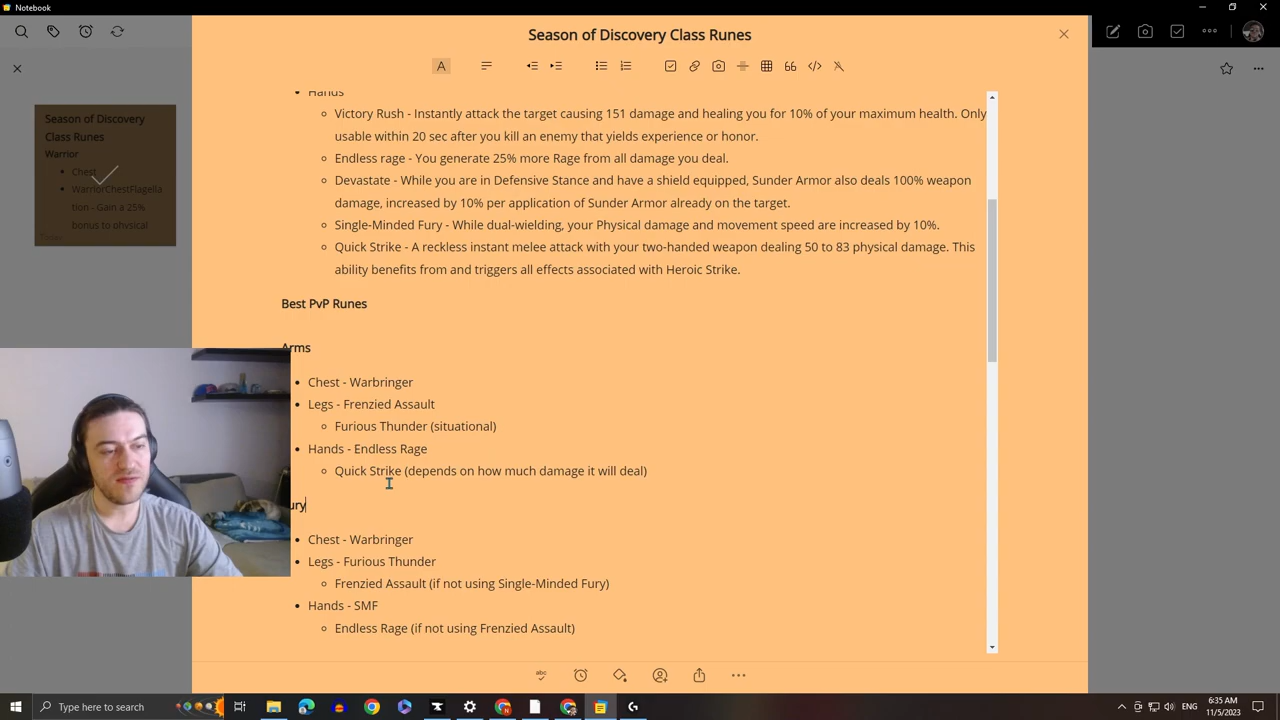 Notebook
Season of Discovery Class Runes
Season of Discovery
Class Runes
Warrior
• Chest
• WarriorChestFlagella
tion - Gain a 25%
bonus to physical
Hands
Victory Rush - Instantly attack the target causing 151 damage and healing you for 10% of your maximum health. Only
usable within 20 sec after you kill an enemy that yields experience or honor.
Endless rage - You generate 25% more Rage from all damage you deal.
Devastate - While you are in Defensive Stance and have a shield equipped, Sunder Armor also deals 100% weapon
damage, increased by 10% per application of Sunder Armor already on the target.
Single-Minded Fury - While dual-wielding, your Physical damage and movement speed are increased by 10%.
Quick Strike - A reckless instant melee attack with your two-handed weapon dealing 50 to 83 physical damage. This
ability benefits from and triggers all effects associated with Heroic Strike.
Best PvP Runes
Arms
Chest - Warbringer
Legs - Frenzied Assault
Furious Thunder (situational)
Hands - Endless Rage
Quick Strike (depends on how much damage it will deal)
ury
Chest - Warbringer
Legs - Furious Thunder
Frenzied Assault (if not using Single-Minded Fury)
Hands - SMF
Endless Rage (if not using Frenzied Assault)
abc
Type here to search
ENG
6:35 AM
11/5/2023